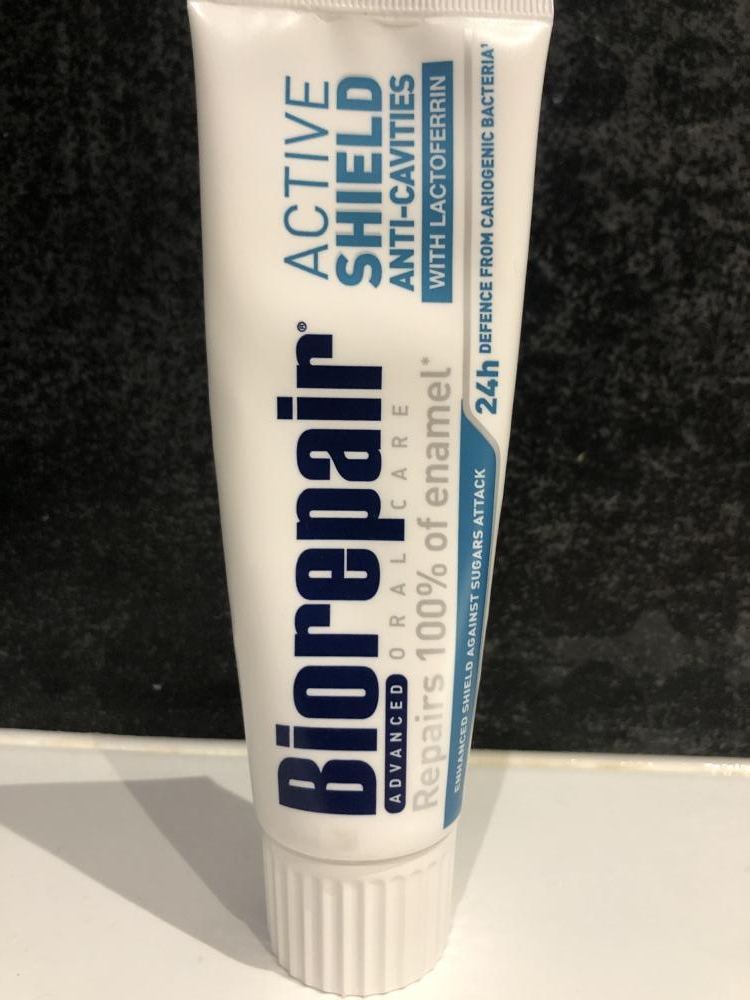 Biorepair®
ADVANCED ORAL CARE
Repairs 100% of enamel*
ENHANCED SHIELD AGAINST SUGARS ATTACK
ACTIVE
SHIELD
ANTI-CAVITIES
WITH LACTOFERRIN
24h DEFENCE FROM CARIOGENIC BACTERIA¹